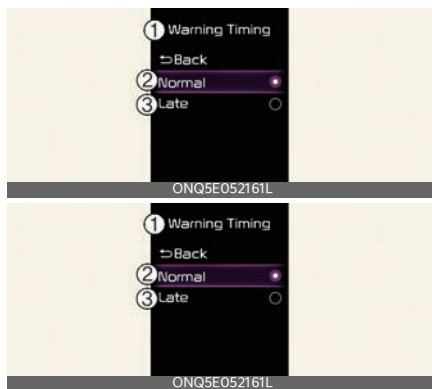 ① Warning Timing
⮌Back
② Normal
③ Late
ONQ5E052161L
① Warning Timing
⮌Back
② Normal
③ Late
ONQ5E052161L